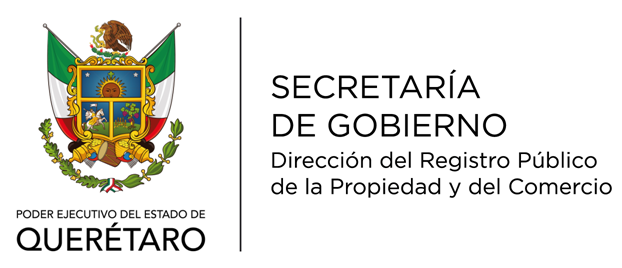 PODER EJECUTIVO DEL ESTADO DE
QUERÉTARO
SECRETARÍA
DE GOBIERNO
Dirección del Registro Público
de la Propiedad y del Comercio